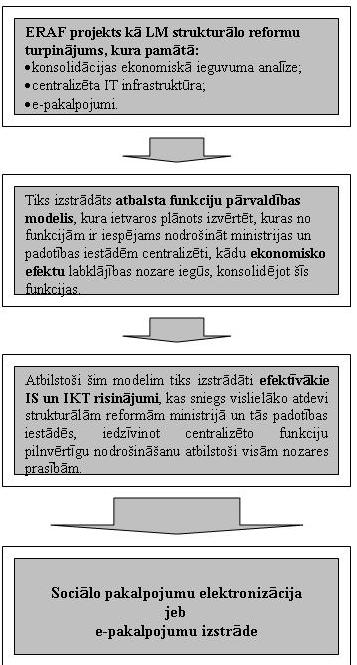 ERAF projekts kā LM strukturālo reformu
turpinājums, kura pamātā:
•konsolidācijas ekonomiskā ieguvuma analīze;
•centralizēta IT infrastruktūra;
•e-pakalpojumi.
Tiks izstrādāts atbalsta funkciju pārvaldības
modelis, kura ietvaros plānots izvērtēt, kuras no
funkcijām ir iespējams nodrošināt ministrijas un
padotības iestādēm centralizēti, kādu ekonomisko
efektu labklājības nozare iegūs, konsolidējot šīs
funkcijas.
Atbilstoši šim modelim tiks izstrādāti efektīvākie
IS un IKT risinājumi, kas sniegs vislielāko atdevi
strukturālām reformām ministrijā un tās padotības
iestādēs, iedzīvinot centralizēto funkciju
pilnvērtīgu nodrošināšanu atbilstoši visām nozares
prasībām.
Sociālo pakalpojumu elektronizācija
jeb
e-pakalpojumu izstrāde